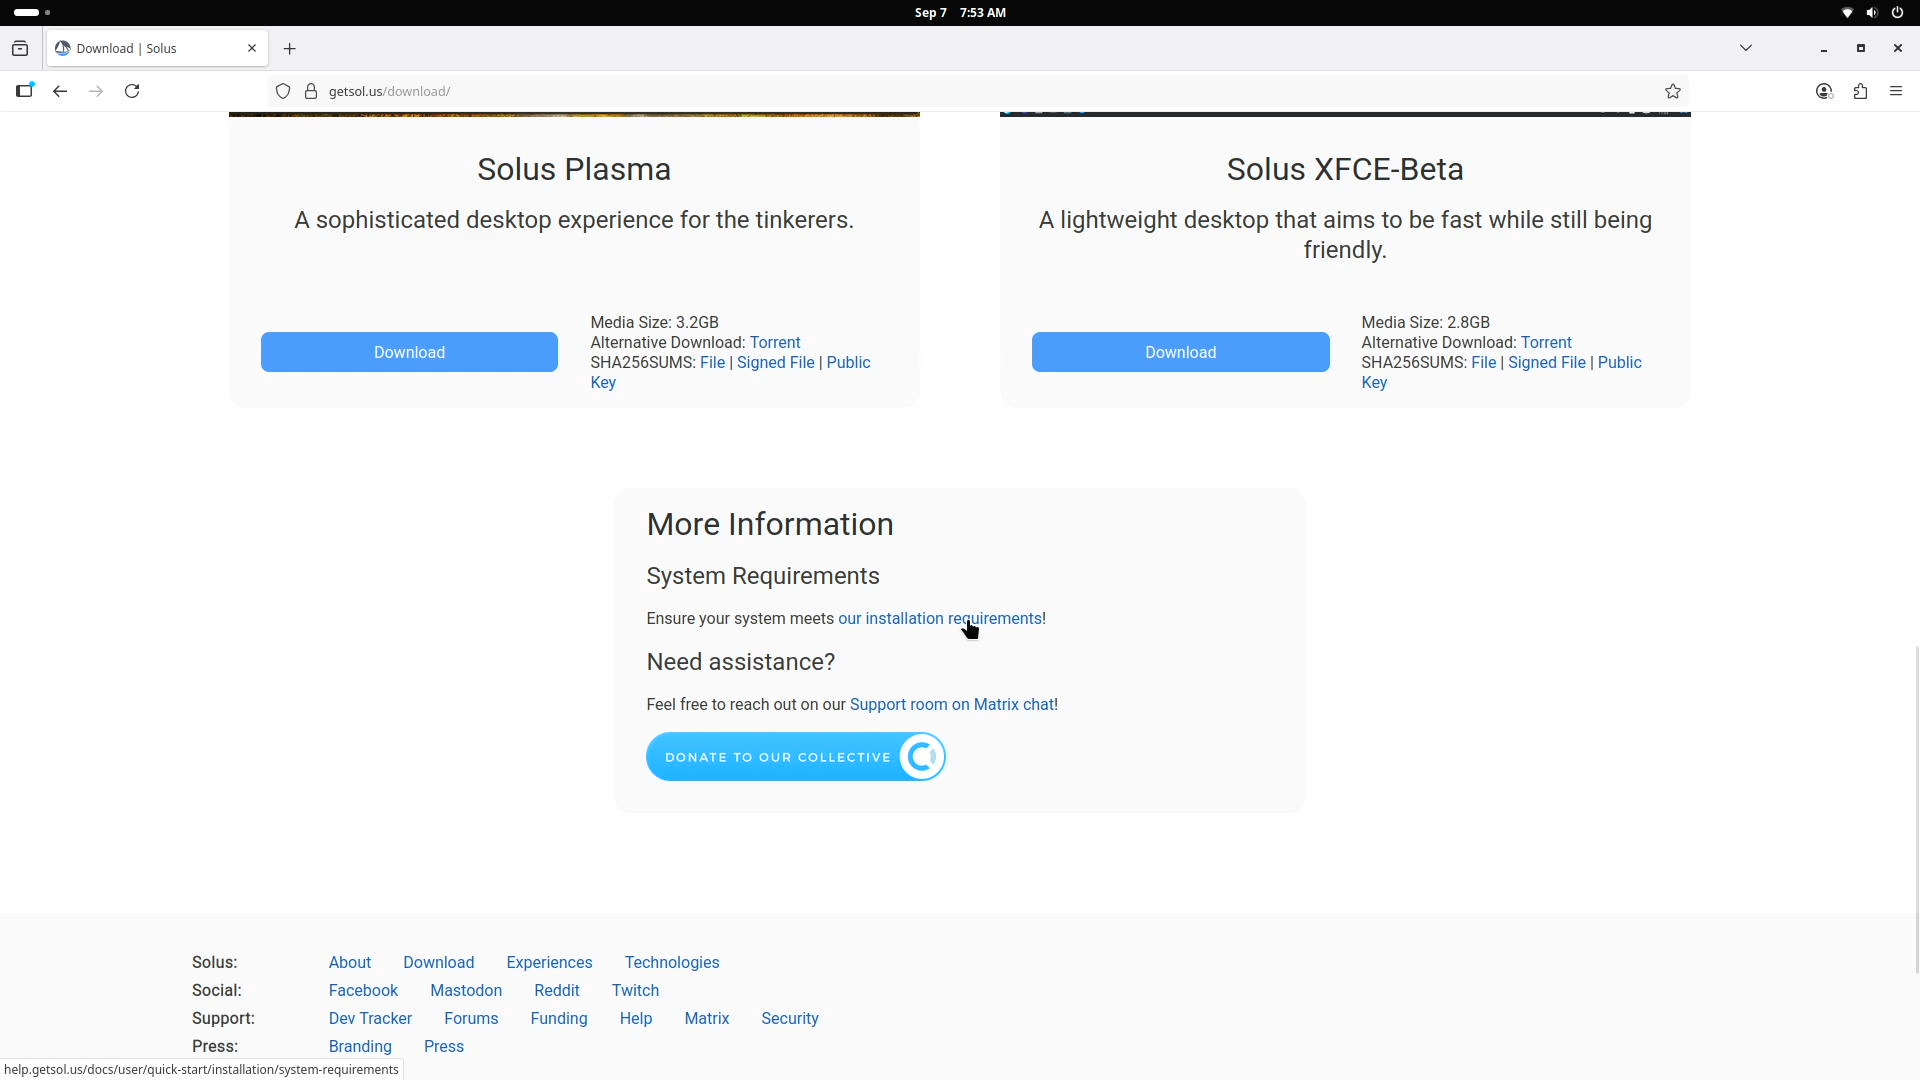 Sep 7 7:53 AM
Download | Solus
getsol.us/download/
Solus Plasma
A sophisticated desktop experience for the tinkerers.
Download
Media Size: 3.2GB
Alternative Download: Torrent
SHA256SUMS: File | Signed File | Public
Key
Solus XFCE-Beta
A lightweight desktop that aims to be fast while still being
friendly.
Download
Media Size: 2.8GB
Alternative Download: Torrent
SHA256SUMS: File | Signed File | Public
Key
More Information
System Requirements
Ensure your system meets our installation requirements!
Need assistance?
Feel free to reach out on our Support room on Matrix chat!
DONATE TO OUR COLLECTIVE
Solus: About Download Experiences Technologies
Social: Facebook Mastodon Reddit Twitch
Support: Dev Tracker Forums Funding Help Matrix Security
Press: Branding Press
help.getsol.us/docs/user/quick-start/installation/system-requirements